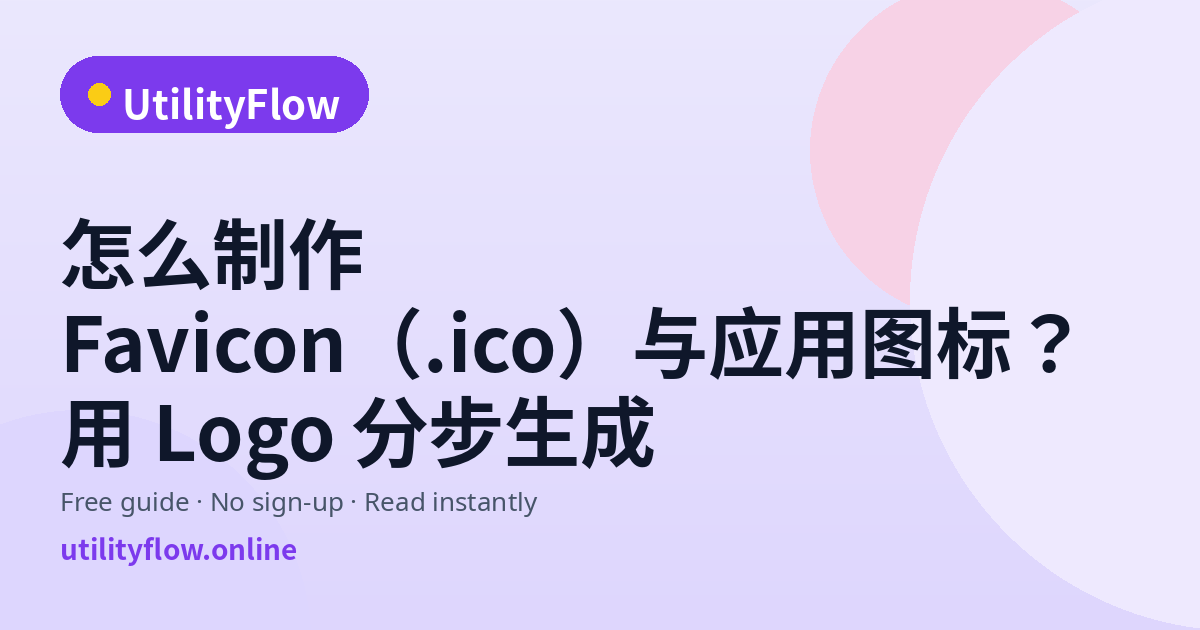 UtilityFlow
怎么制作
Favicon（.ico）与应用图标？
用 Logo 分步生成
Free guide · No sign-up · Read instantly
utilityflow.online